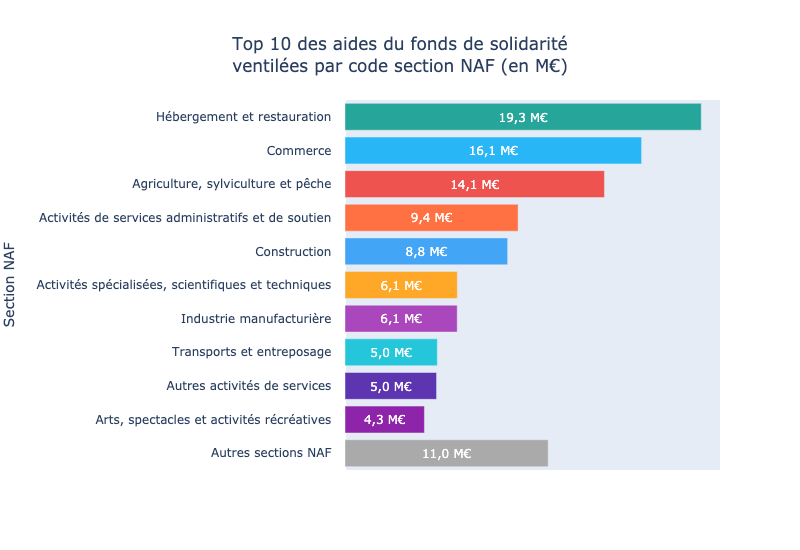 Top 10 des aides du fonds de solidarité
ventilées par code section NAF (en M€)
Section NAF
Hébergement et restauration 19,3 M€
Commerce 16,1 M€
Agriculture, sylviculture et pêche 14,1 M€
Activités de services administratifs et de soutien 9,4 M€
Construction 8,8 M€
Activités spécialisées, scientifiques et techniques 6,1 M€
Industrie manufacturière 6,1 M€
Transports et entreposage 5,0 M€
Autres activités de services 5,0 M€
Arts, spectacles et activités récréatives 4,3 M€
Autres sections NAF 11,0 M€